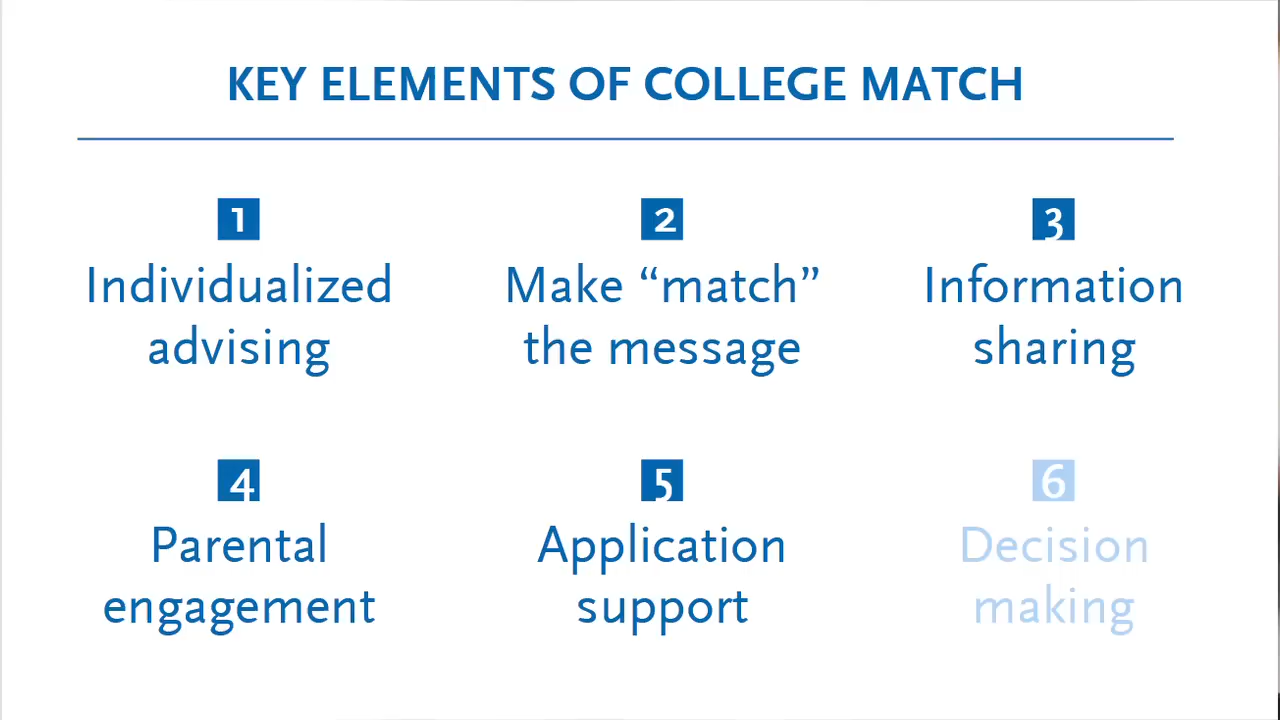 KEY ELEMENTS OF COLLEGE MATCH
1
Individualized
advising
2
Make “match”
the message
3
Information
sharing
4
Parental
engagement
5
Application
support
6
Decision
making